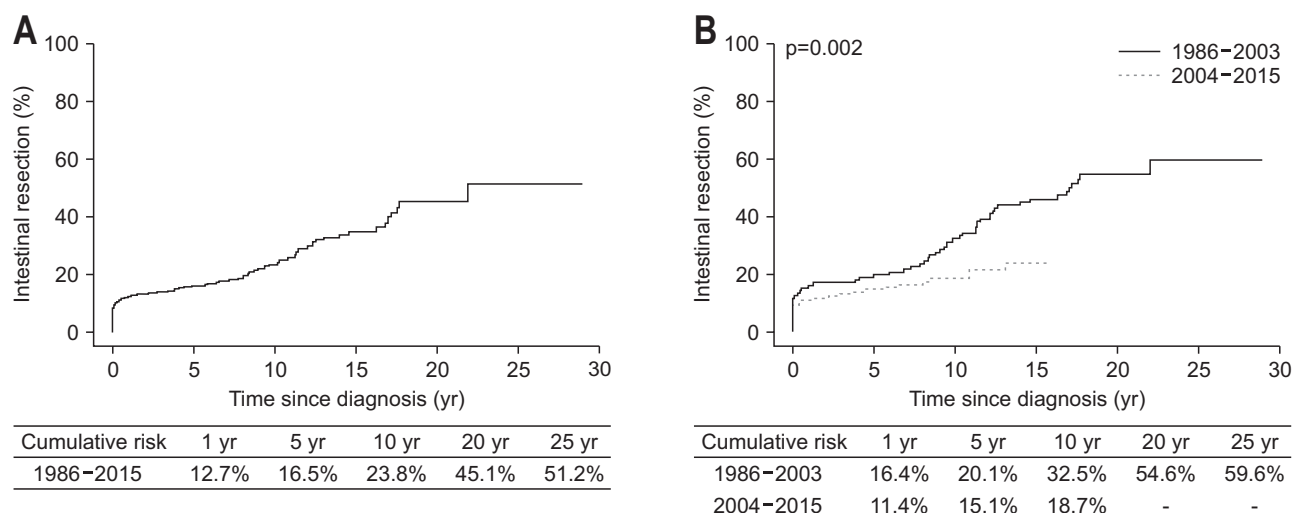 A
100
80
60
40
20
0
Intestinal resection (%)
0 5 10 15 20 25 30
Time since diagnosis (yr)
Cumulative risk 1 yr 5 yr 10 yr 20 yr 25 yr
1986−2015 12.7% 16.5% 23.8% 45.1% 51.2%
B
100
80
60
40
20
0
Intestinal resection (%)
p=0.002
1986−2003
2004−2015
0 5 10 15 20 25 30
Time since diagnosis (yr)
Cumulative risk 1 yr 5 yr 10 yr 20 yr 25 yr
1986−2003 16.4% 20.1% 32.5% 54.6% 59.6%
2004−2015 11.4% 15.1% 18.7% - -